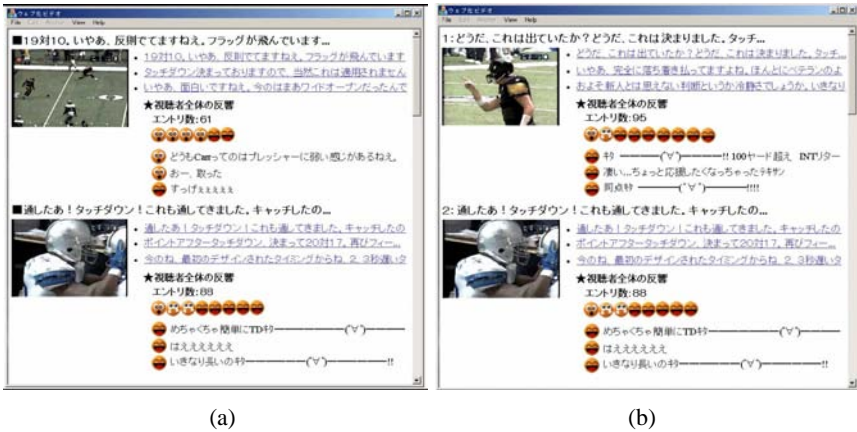 ウェブ化ビデオ
File Edit Anchor View Help
■19対10。いやあ、反則でてますねえ。フラッグが飛んでいます...
19対10。いやあ、反則でてますねえ。フラッグが飛んでいます
タッチダウン決まっておりますので、当然これは適用されません
いやあ、面白いですねえ。今のはまあワイドオープンだったんで
★視聴者全体の反響
エントリ数:61
どうもCarrってのはプレッシャーに弱い感じがあるねえ。
おー、取った
すっげぇぇぇぇぇ
■通したあ！タッチダウン！これも通してきました。キャッチしたの...
通したあ！タッチダウン！これも通してきました。キャッチしたの
ポイントアフタータッチダウン、決まって20対17。再びフィー...
今のね、最初のデザインされたタイミングからね、2、3秒遅いタ
★視聴者全体の反響
エントリ数:88
めちゃくちゃ簡単にTDｷﾀ━━━━━━━(ﾟ∀ﾟ)━━━━
はええええええ
いきなり長いのｷﾀ━━━━━━(ﾟ∀ﾟ)━━━━━━!!
(a)
ウェブ化ビデオ
File Edit Anchor View Help
1:どうだ、これは出ていたか？どうだ、これは決まりました。タッチ...
どうだ、これは出ていたか？どうだ、これは決まりました。タッチ...
いやあ、完全に落ち着き払ってますよね。ほんとにベテランのよ
およそ新人とは思えない判断というか冷静さでしょうか。いきなり
★視聴者全体の反響
エントリ数:95
ｷﾀ ━━━━━(ﾟ∀ﾟ)━━━━━!! 100ヤード超え INTリター
凄い...ちょっと応援したくなっちゃったﾗｷｻﾝ
同点ｷﾀ ━━━━━(ﾟ∀ﾟ)━━━━━!!!!
2: 通したあ！タッチダウン！これも通してきました。キャッチしたの...
通したあ！タッチダウン！これも通してきました。キャッチしたの
ポイントアフタータッチダウン、決まって20対17。再びフィー...
今のね、最初のデザインされたタイミングからね、2、3秒遅いタ
★視聴者全体の反響
エントリ数:88
めちゃくちゃ簡単にTDｷﾀ━━━━━━━(ﾟ∀ﾟ)━━━━
はええええええ
いきなり長いのｷﾀ━━━━━━(ﾟ∀ﾟ)━━━━━━!!
(b)